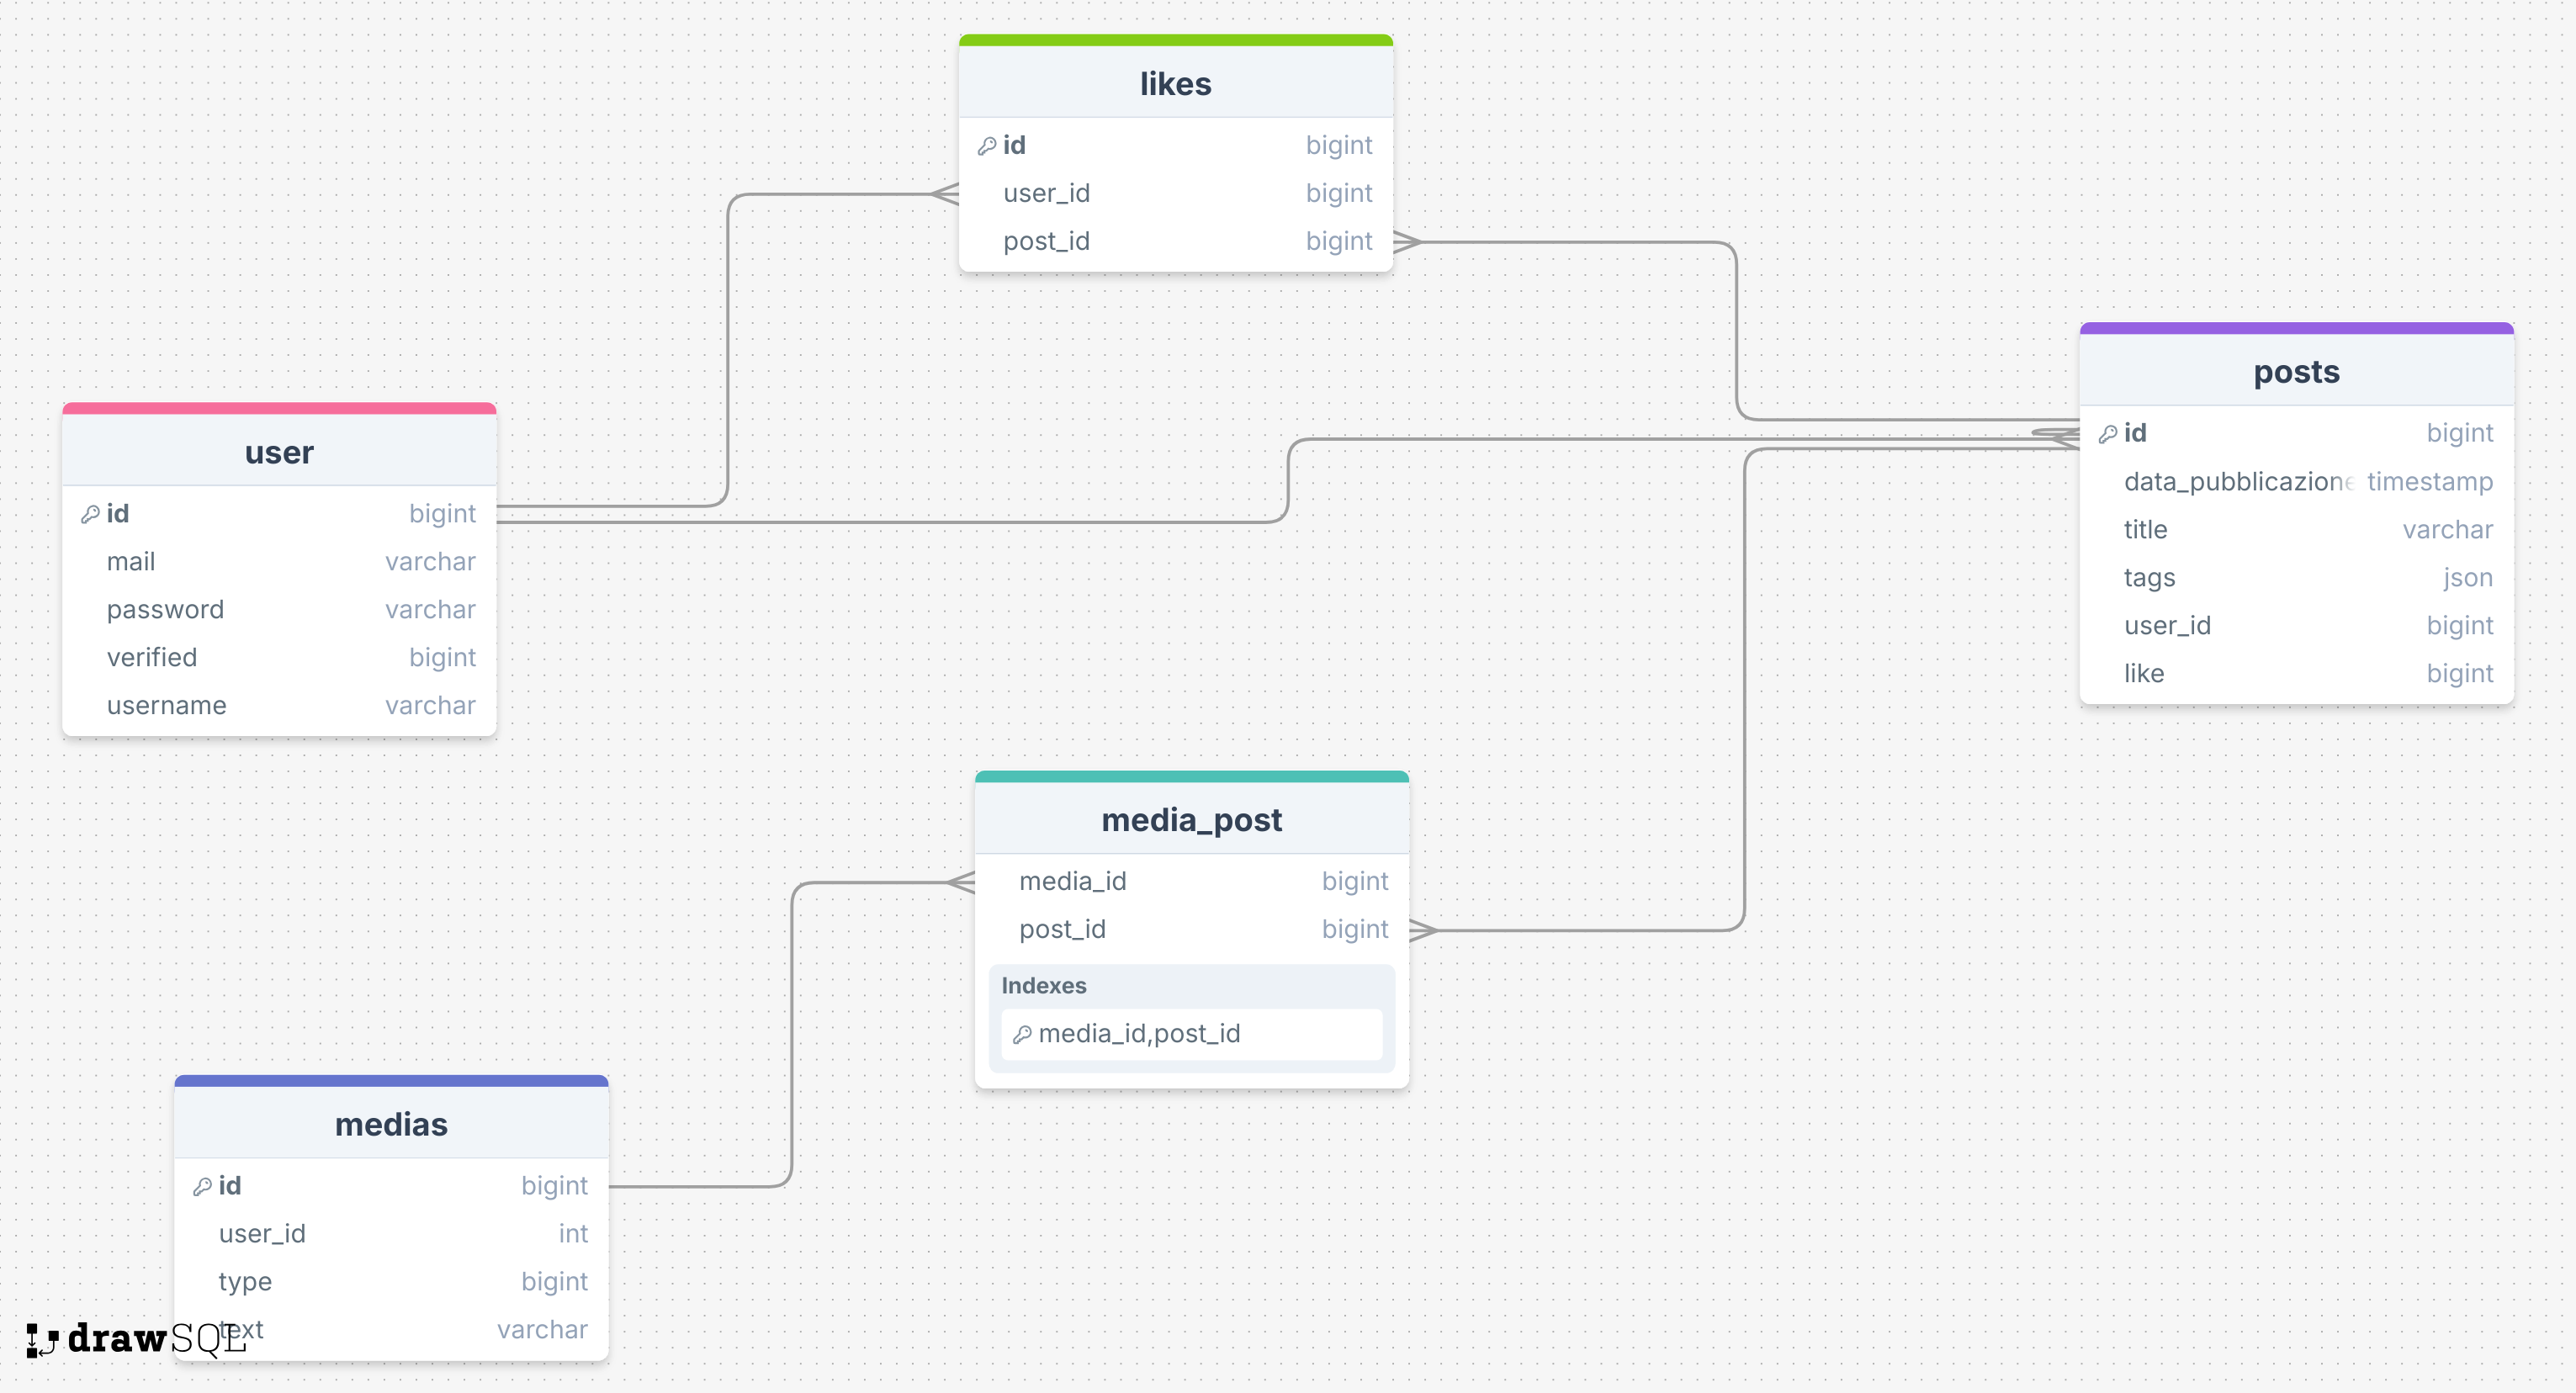 likes
id bigint
user_id bigint
post_id bigint
posts
id bigint
data_pubblicazione timestamp
title varchar
tags json
user_id bigint
like bigint
user
id bigint
mail varchar
password varchar
verified bigint
username varchar
media_post
media_id bigint
post_id bigint
Indexes
media_id,post_id
medias
id bigint
user_id int
type bigint
text varchar
drawSQL